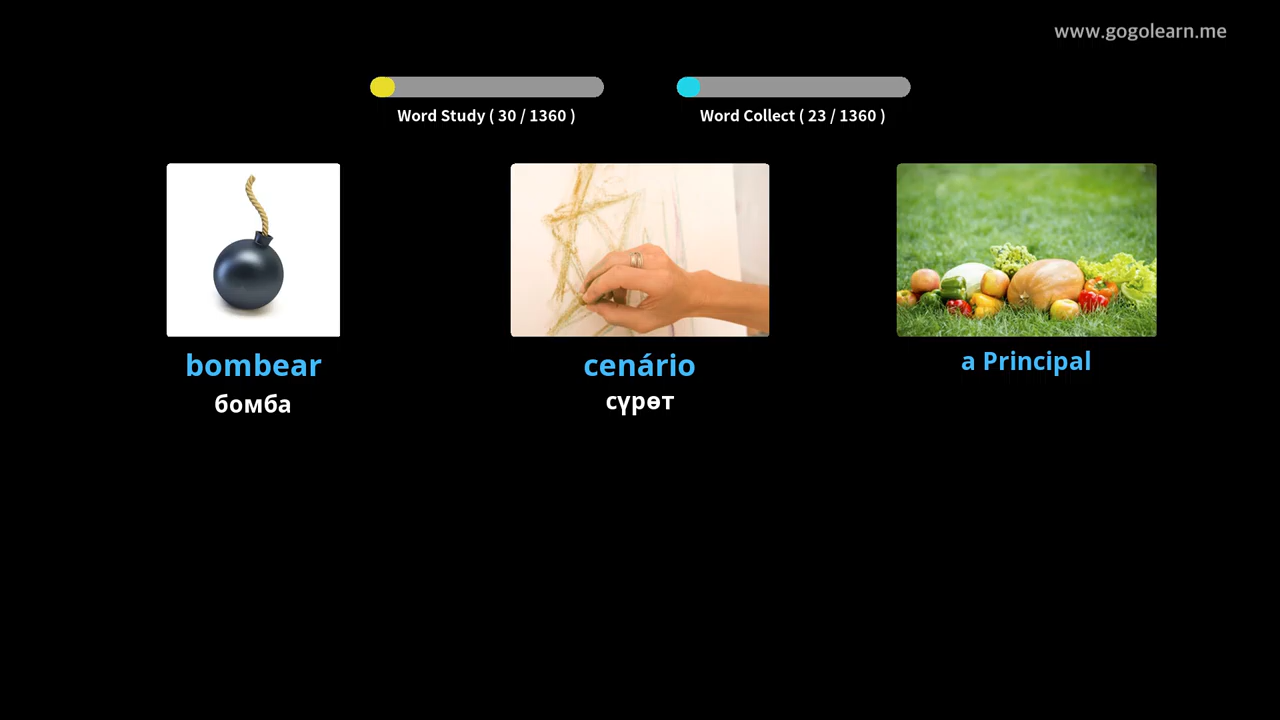 www.gogolearn.me
Word Study ( 30 / 1360 )
Word Collect ( 23 / 1360 )
bombear
бомба
cenário
сүрөт
a Principal